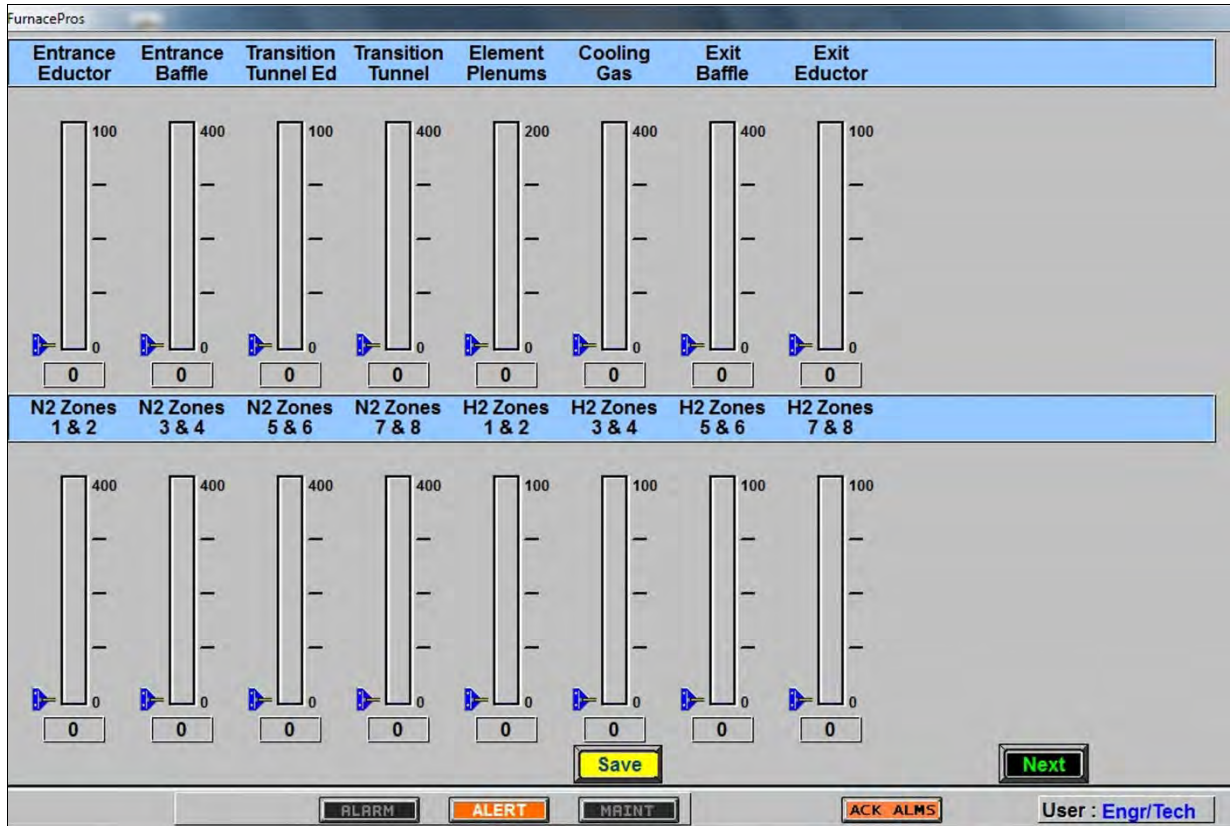 FurnacePros
Entrance Eductor
Entrance Baffle
Transition Tunnel Ed
Transition Tunnel
Element Plenums
Cooling Gas
Exit Baffle
Exit Eductor
100 400 100 400 200 400 400 100
0 0 0 0 0 0 0 0
0 0 0 0 0 0 0 0
N2 Zones 1 & 2
N2 Zones 3 & 4
N2 Zones 5 & 6
N2 Zones 7 & 8
H2 Zones 1 & 2
H2 Zones 3 & 4
H2 Zones 5 & 6
H2 Zones 7 & 8
400 400 400 400 100 100 100 100
0 0 0 0 0 0 0 0
0 0 0 0 0 0 0 0
Save Next
ALARM ALERT MAINT ACK ALMS User : Engr/Tech